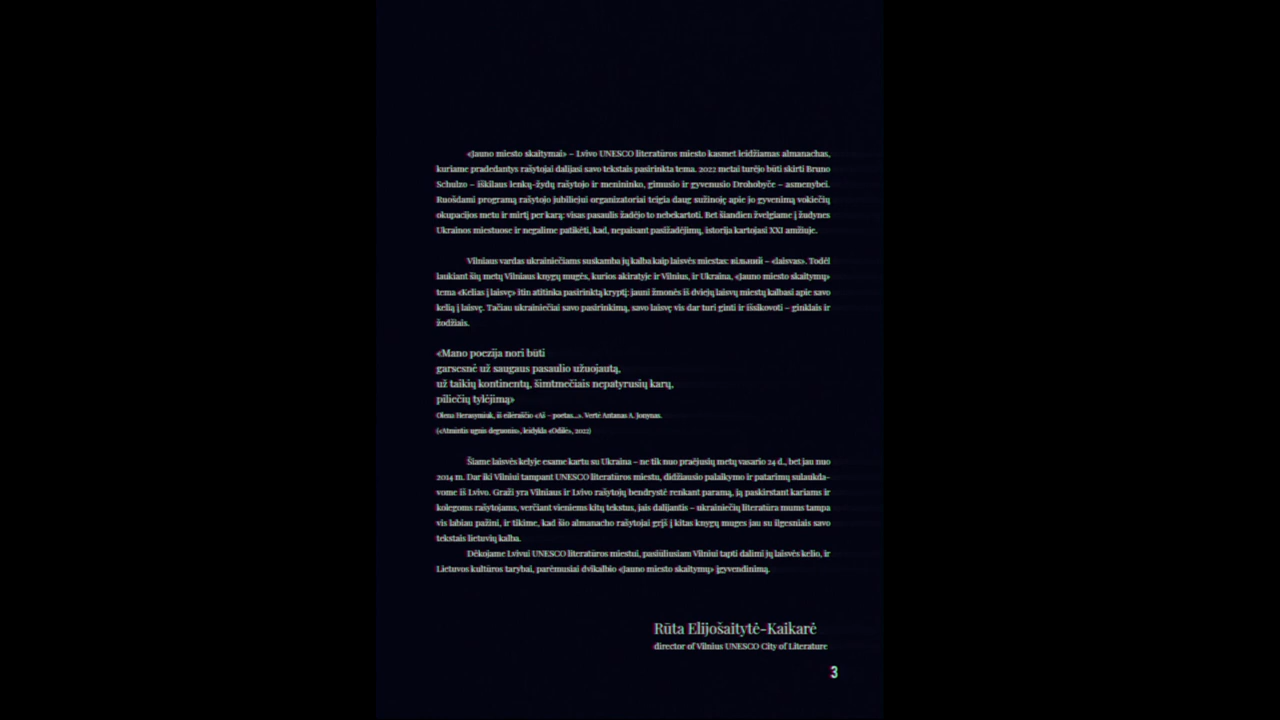 «Jauno miesto skaitymai» – Lvivo UNESCO literatūros miesto kasmet leidžiamas almanachas,
kuriame pradedantys rašytojai dalijasi savo tekstais pasirinkta tema. 2022 metai turėjo būti skirti Bruno
Schulzo – iškilaus lenkų-žydų rašytojo ir menininko, gimusio ir gyvenusio Drohobyče – asmenybei.
Ruošdami programą rašytojo jubiliejui organizatoriai teigia daug sužinoję apie jo gyvenimą vokiečių
okupacijos metu ir mirtį per karą: visas pasaulis žadėjo to nebekartoti. Bet šiandien žvelgiame į žudynes
Ukrainos miestuose ir negalime patikėti, kad, nepaisant pasižadėjimų, istorija kartojasi XXI amžiuje.
Vilniaus vardas ukrainiečiams suskamba jų kalba kaip laisvės miestas: вільний – «laisvas». Todėl
laukiant šių metų Vilniaus knygų mugės, kurios akiratyje ir Vilnius, ir Ukraina, «Jauno miesto skaitymų»
tema «Kelias į laisvę» itin atitinka pasirinktą kryptį: jauni žmonės iš dviejų laisvų miestų kalbasi apie savo
kelią į laisvę. Tačiau ukrainiečiai savo pasirinkimą, savo laisvę vis dar turi ginti ir išsikovoti – ginklais ir
žodžiais.
«Mano poezija nori būti
garsesnė už saugaus pasaulio užuojautą,
už taikių kontinentų, šimtmečiais nepatyrusių karų,
piliečių tylėjimą»
Olena Herasymiuk, iš eilėraščio «Aš – poetas...». Vertė Antanas A. Jonynas.
(«Atmintis ugnis deguonis», leidykla «Odilė», 2022)
Šiame laisvės kelyje esame kartu su Ukraina – ne tik nuo praėjusių metų vasario 24 d., bet jau nuo
2014 m. Dar iki Vilniui tampant UNESCO literatūros miestu, didžiausio palaikymo ir patarimų sulaukda-
vome iš Lvivo. Graži yra Vilniaus ir Lvivo rašytojų bendrystė renkant paramą, ją paskirstant kariams ir
kolegoms rašytojams, verčiant vieniems kitų tekstus, jais dalijantis – ukrainiečių literatūra mums tampa
vis labiau pažini, ir tikime, kad šio almanacho rašytojai grįš į kitas knygų muges jau su ilgesniais savo
tekstais lietuvių kalba.
Dėkojame Lvivui UNESCO literatūros miestui, pasiūliusiam Vilniui tapti dalimi jų laisvės kelio, ir
Lietuvos kultūros tarybai, parėmusiai dvikalbio «Jauno miesto skaitymų» įgyvendinimą.
Rūta Elijošaitytė-Kaikarė
director of Vilnius UNESCO City of Literature
3